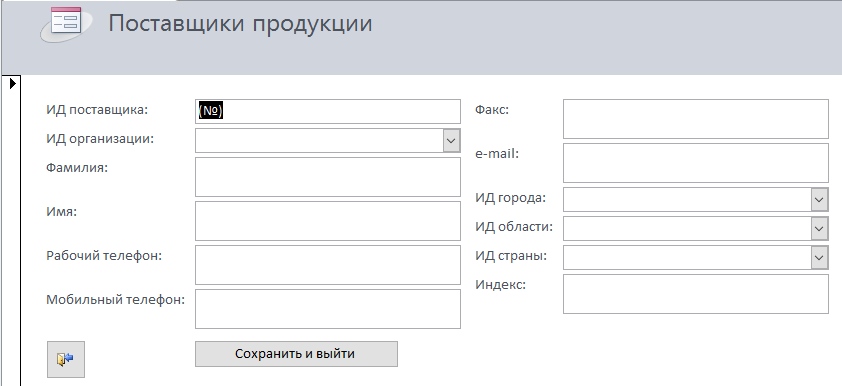 Поставщики продукции
ИД поставщика:
(№)
ИД организации:
Фамилия:
Имя:
Рабочий телефон:
Мобильный телефон:
Факс:
e-mail:
ИД города:
ИД области:
ИД страны:
Индекс:
Сохранить и выйти